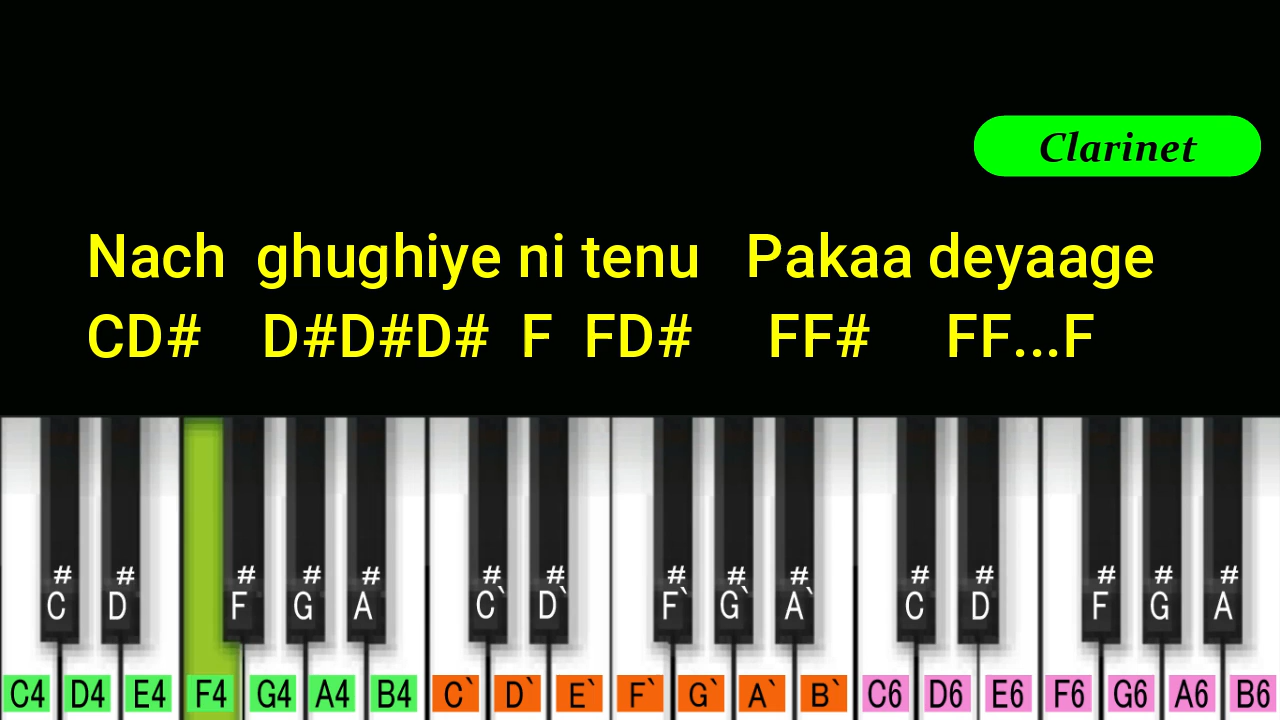 Clarinet
Nach ghughiye ni tenu Pakaa deyaage
CD# D#D#D# F FD# FF# FF...F
# # # # # # # # # # # # # # #
C D F G A C` D` F` G` A` C D F G A
C4 D4 E4 F4 G4 A4 B4 C` D` E` F` G` A` B` C6 D6 E6 F6 G6 A6 B6